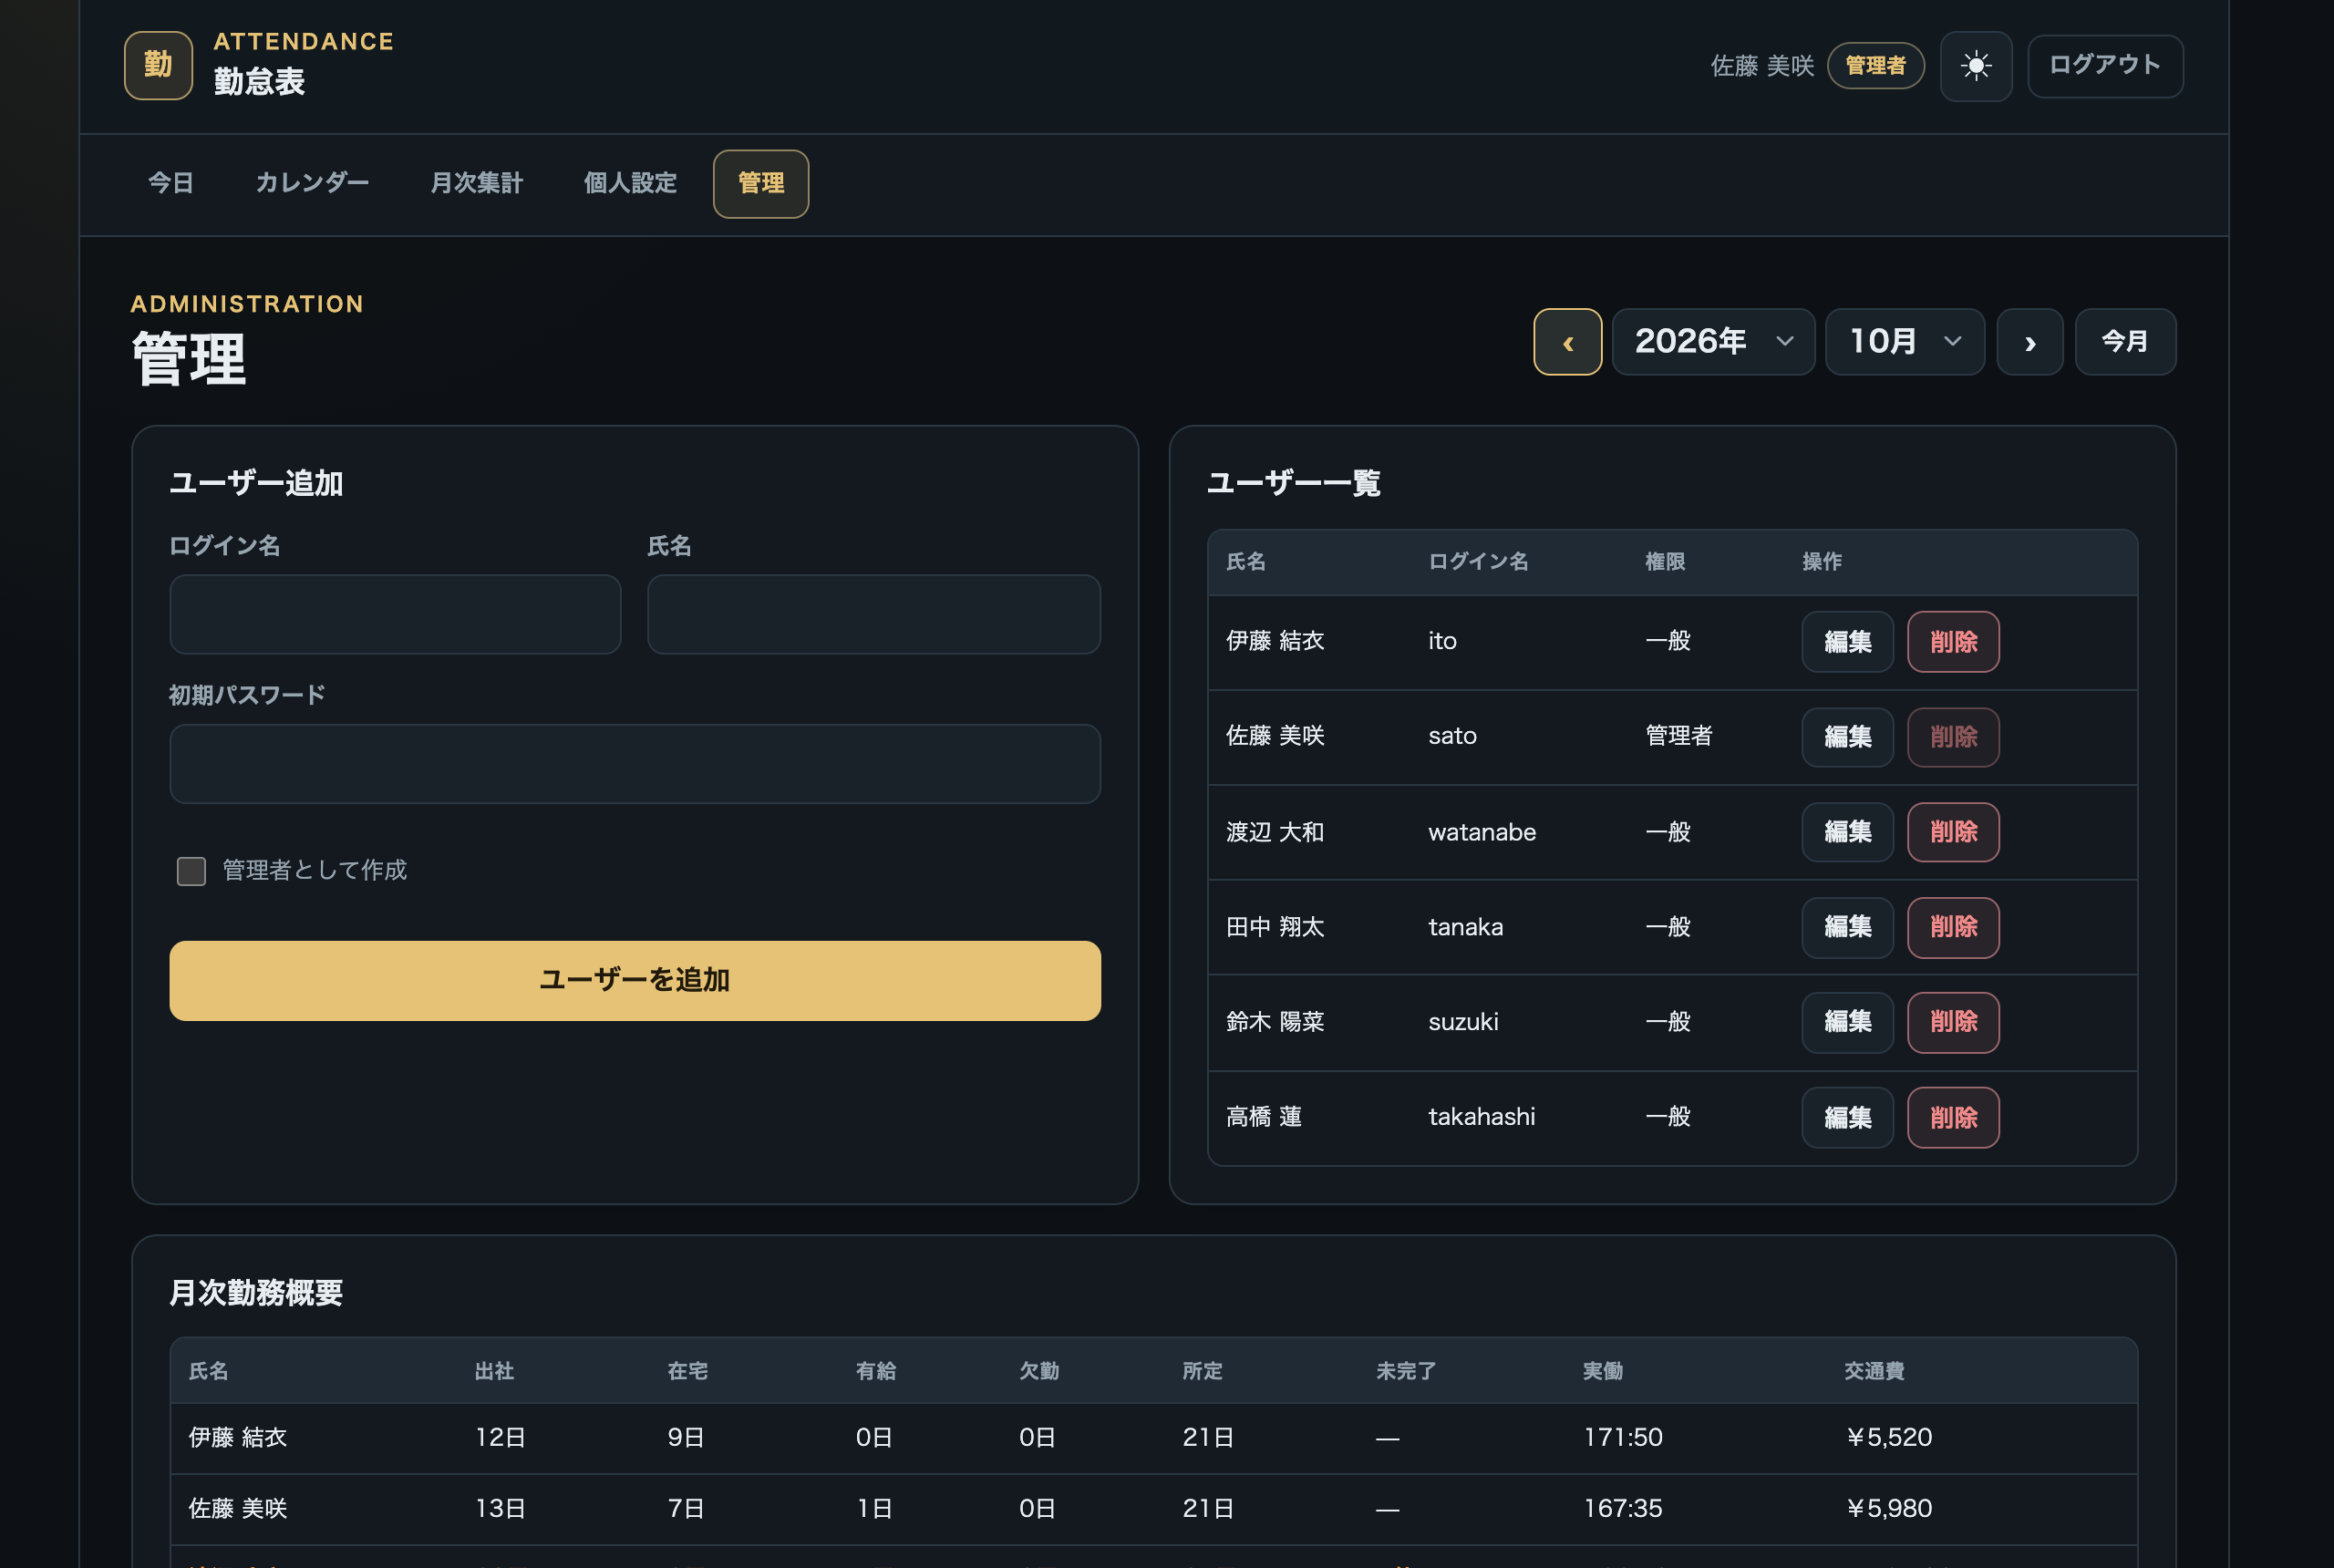 勤
ATTENDANCE
勤怠表
佐藤 美咲 管理者 ログアウト
今日 カレンダー 月次集計 個人設定 管理
ADMINISTRATION
管理
‹ 2026年 10月 › 今月
ユーザー追加
ログイン名 氏名
初期パスワード
管理者として作成
ユーザーを追加
ユーザー一覧
氏名 ログイン名 権限 操作
伊藤 結衣 ito 一般 編集 削除
佐藤 美咲 sato 管理者 編集 削除
渡辺 大和 watanabe 一般 編集 削除
田中 翔太 tanaka 一般 編集 削除
鈴木 陽菜 suzuki 一般 編集 削除
高橋 蓮 takahashi 一般 編集 削除
月次勤務概要
氏名 出社 在宅 有給 欠勤 所定 未完了 実働 交通費
伊藤 結衣 12日 9日 0日 0日 21日 — 171:50 ¥5,520
佐藤 美咲 13日 7日 1日 0日 21日 — 167:35 ¥5,980